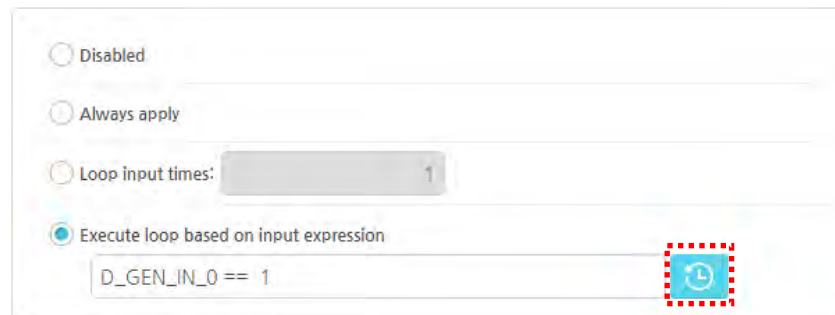 Disabled
Always apply
Loop input times: 1
Execute loop based on input expression
D_GEN_IN_0 == 1